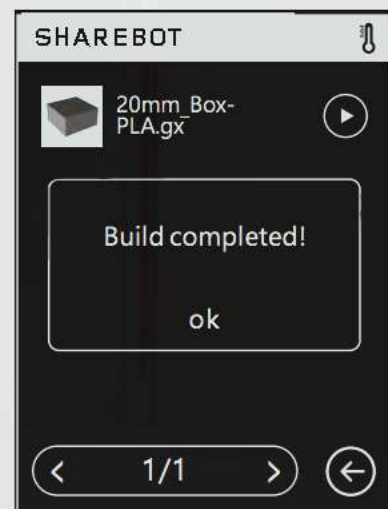 SHAREBOT
20mm_Box-
PLA.gx
Build completed!
ok
< 1/1 >